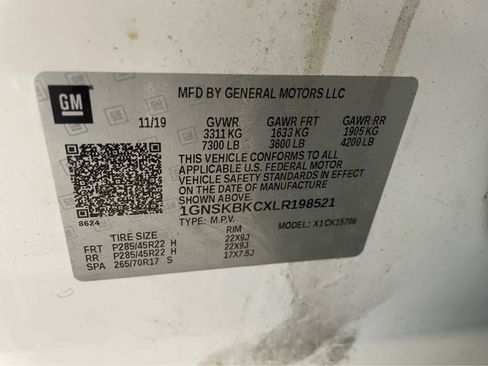 GM
MFD BY GENERAL MOTORS LLC
11/19 GVWR GAWR FRT GAWR RR
3311 KG 1633 KG 1905 KG
7300 LB 3600 LB 4200 LB
THIS VEHICLE CONFORMS TO ALL
APPLICABLE U.S. FEDERAL MOTOR
VEHICLE SAFETY STANDARDS IN
EFFECT ON THE DATE OF
MANUFACTURE SHOWN ABOVE.
1GNSKBKCXLR198521
8624 TYPE: M.P.V. MODEL: X1CK15706
TIRE SIZE RIM
FRT P285/45R22 H 22X9J
RR P285/45R22 H 22X9J
SPA 265/70R17 S 17X7.5J